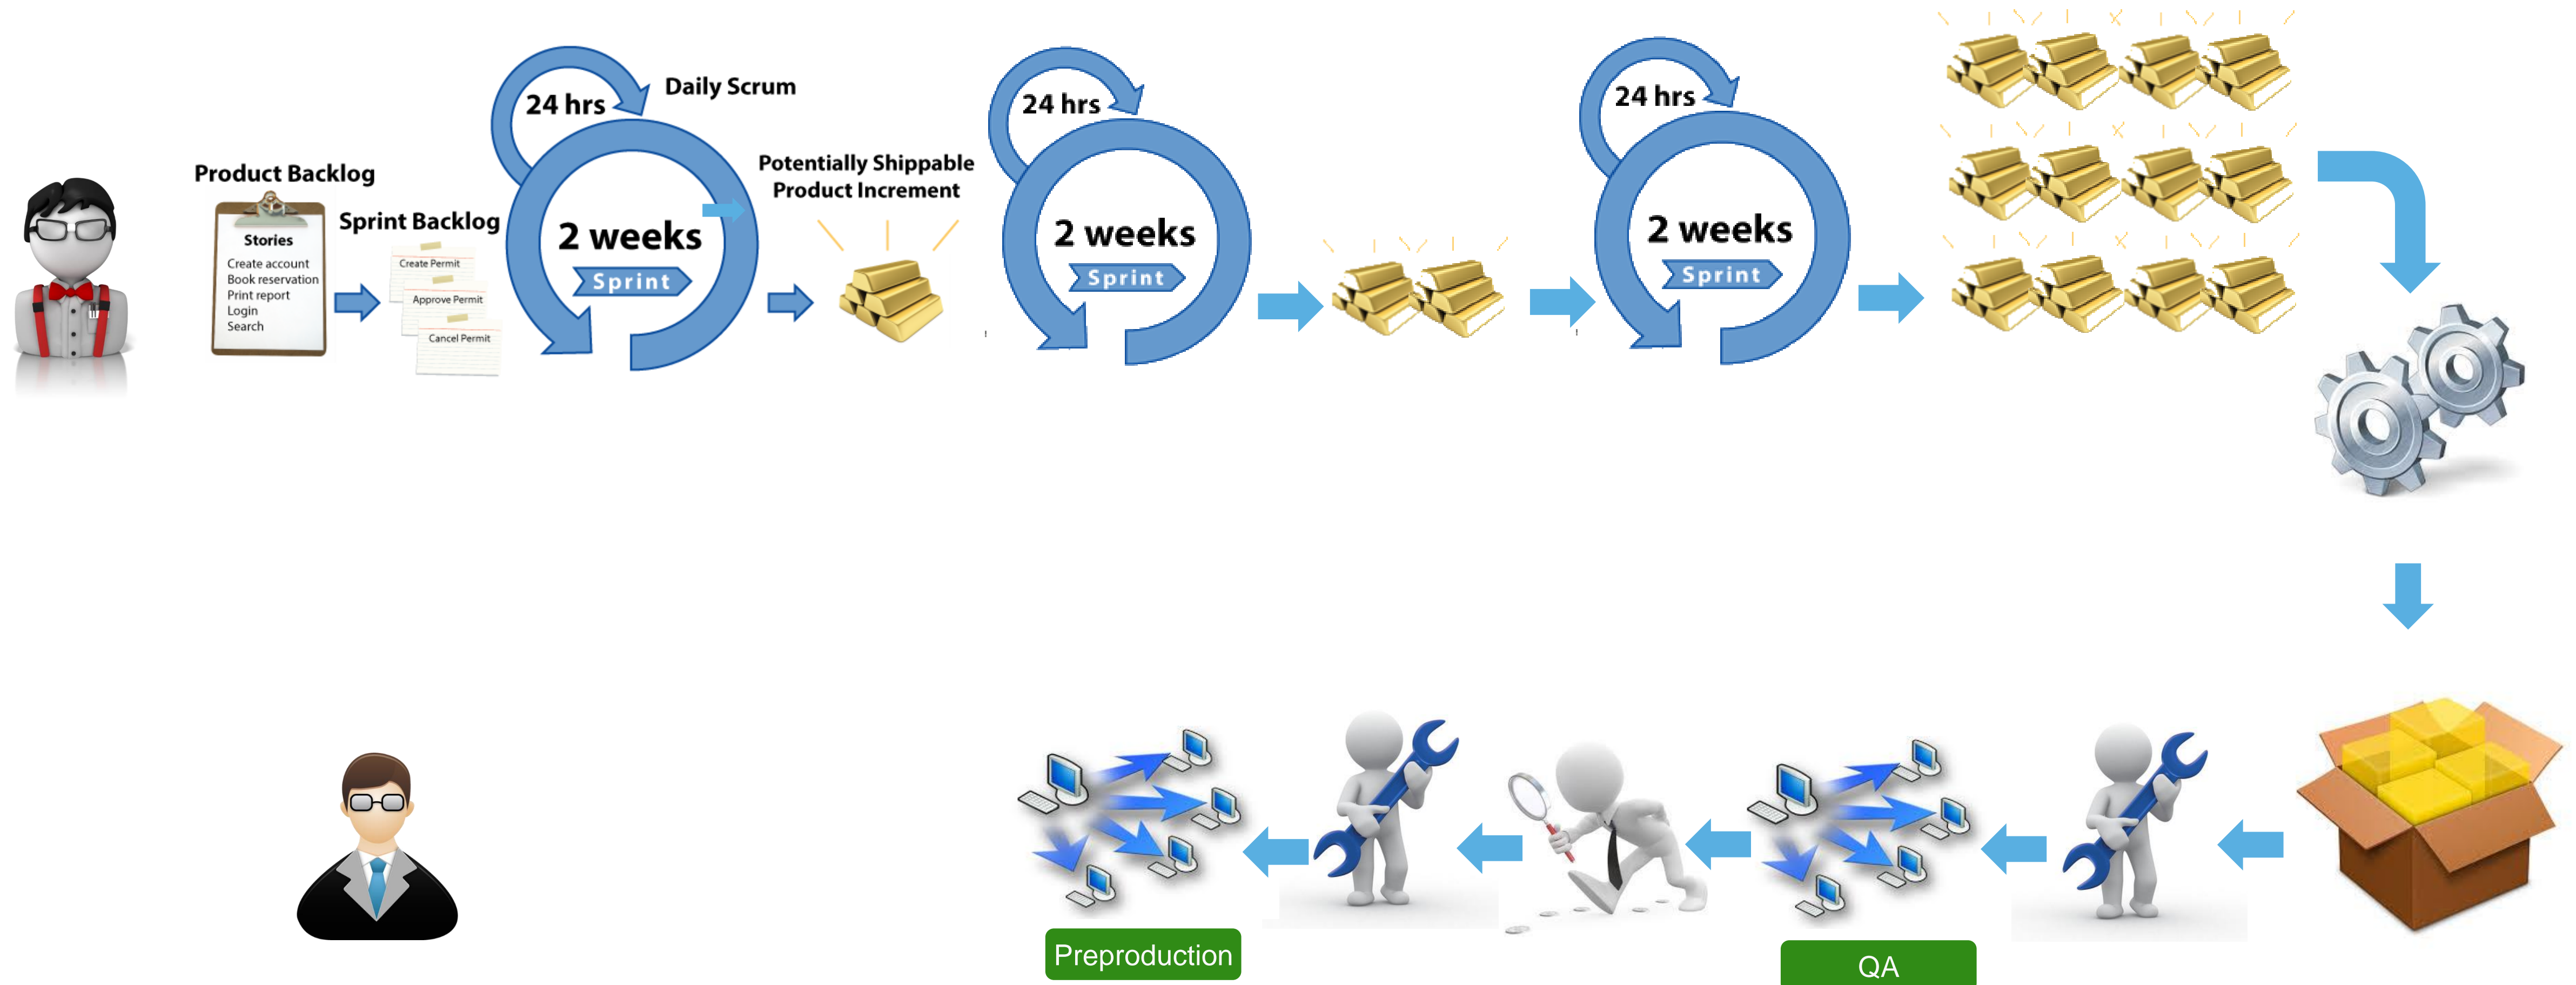 Product Backlog
Stories
Create account
Book reservation
Print report
Login
Search
Sprint Backlog
Create Permit
Approve Permit
Cancel Permit
24 hrs
Daily Scrum
2 weeks
Sprint
Potentially Shippable
Product Increment
24 hrs
2 weeks
Sprint
24 hrs
2 weeks
Sprint
Preproduction
QA